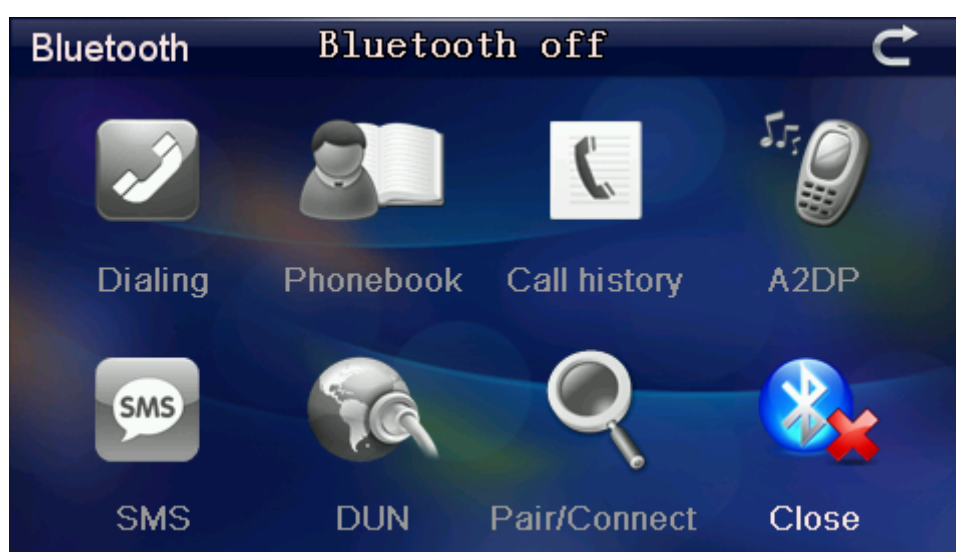 Bluetooth Bluetooth off
Dialing Phonebook Call history A2DP
SMS
SMS DUN Pair/Connect Close